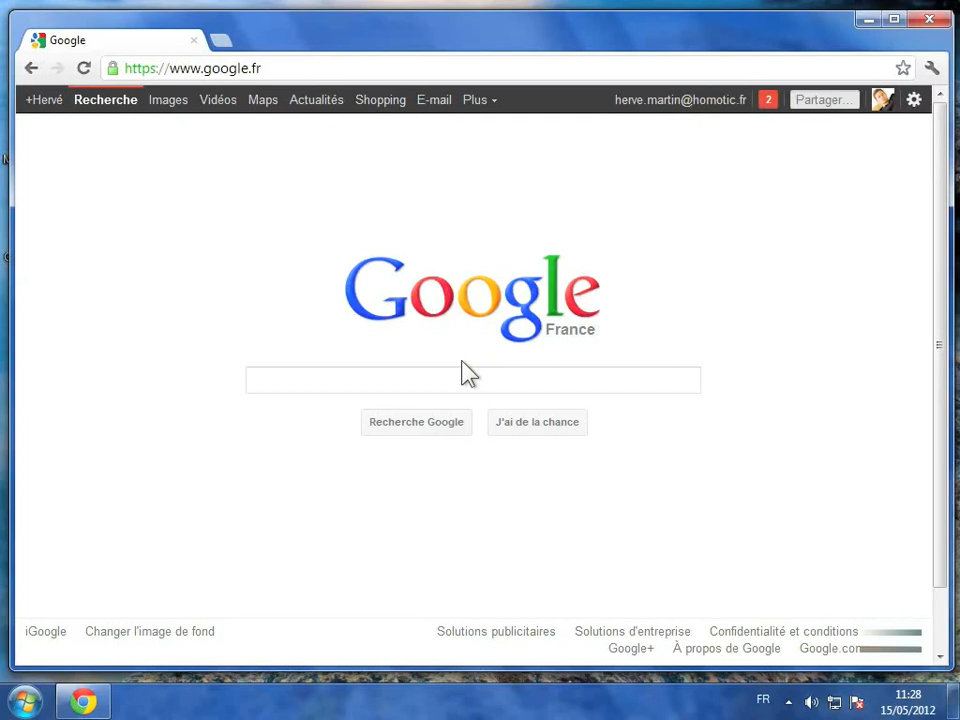 Google
https://www.google.fr
+Hervé Recherche Images Vidéos Maps Actualités Shopping E-mail Plus herve.martin@homotic.fr 2 Partager...
Google
France
Recherche Google J'ai de la chance
iGoogle Changer l'image de fond Solutions publicitaires Solutions d'entreprise Confidentialité et conditions
Google+ À propos de Google Google.com
FR 11:28
15/05/2012